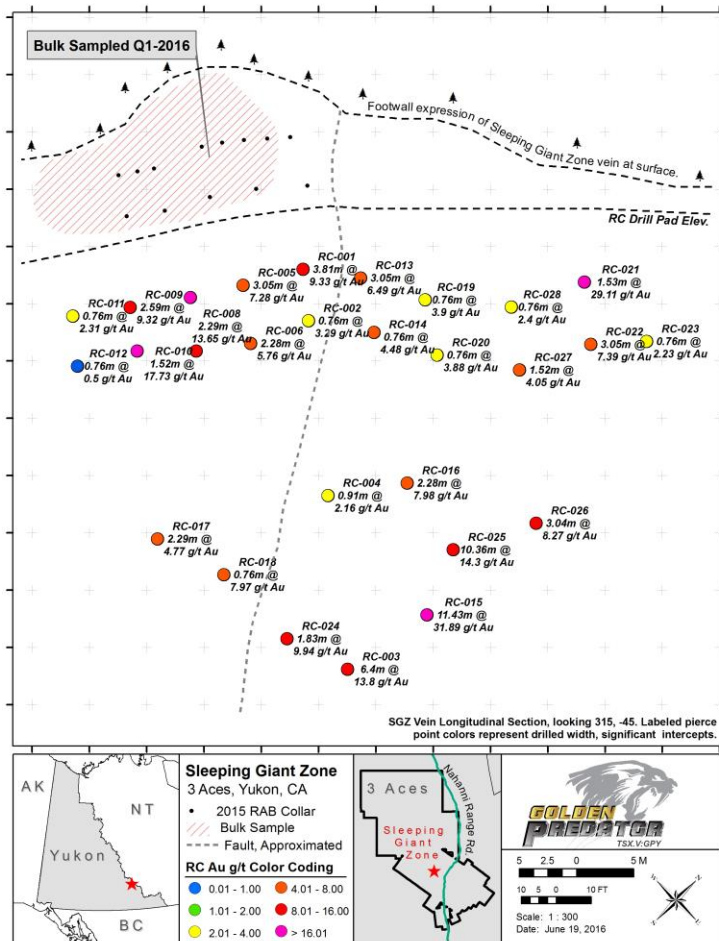 Bulk Sampled Q1-2016
Footwall expression of Sleeping Giant Zone vein at surface.
RC Drill Pad Elev.
RC-001
3.81m @
9.33 g/t Au
RC-013
3.05m @
6.49 g/t Au
RC-005
3.05m @
7.28 g/t Au
RC-021
1.53m @
29.11 g/t Au
RC-009
2.59m @
9.32 g/t Au
RC-019
0.76m @
3.9 g/t Au
RC-028
0.76m @
2.4 g/t Au
RC-011
0.76m @
2.31 g/t Au
RC-008
2.29m @
13.65 g/t Au
RC-002
0.76m @
3.29 g/t Au
RC-006
2.28m @
5.76 g/t Au
RC-014
0.76m @
4.48 g/t Au
RC-022
3.05m @
7.39 g/t Au
RC-023
0.76m @
2.23 g/t Au
RC-012
0.76m @
0.5 g/t Au
RC-010
1.52m @
17.73 g/t Au
RC-020
0.76m @
3.88 g/t Au
RC-027
1.52m @
4.05 g/t Au
RC-016
2.28m @
7.98 g/t Au
RC-004
0.91m @
2.16 g/t Au
RC-026
3.04m @
8.27 g/t Au
RC-017
2.29m @
4.77 g/t Au
RC-025
10.36m @
14.3 g/t Au
RC-018
0.76m @
7.97 g/t Au
RC-015
11.43m @
31.89 g/t Au
RC-024
1.83m @
9.94 g/t Au
RC-003
6.4m @
13.8 g/t Au
SGZ Vein Longitudinal Section, looking 315, -45. Labeled pierce
point colors represent drilled width, significant intercepts.
AK
NT
Yukon
BC
Sleeping Giant Zone
3 Aces, Yukon, CA
2015 RAB Collar
Bulk Sample
Fault, Approximated
RC Au g/t Color Coding
0.01 - 1.00
4.01 - 8.00
1.01 - 2.00
8.01 - 16.00
2.01 - 4.00
> 16.01
3 Aces
Nahanni Range Rd.
Sleeping
Giant
Zone
GOLDEN
PREDATOR
TSX.V:GPY
5 2.5 0 5 M
10 5 0 10 FT
Scale: 1 : 300
Date: June 19, 2016
N
E
S
W